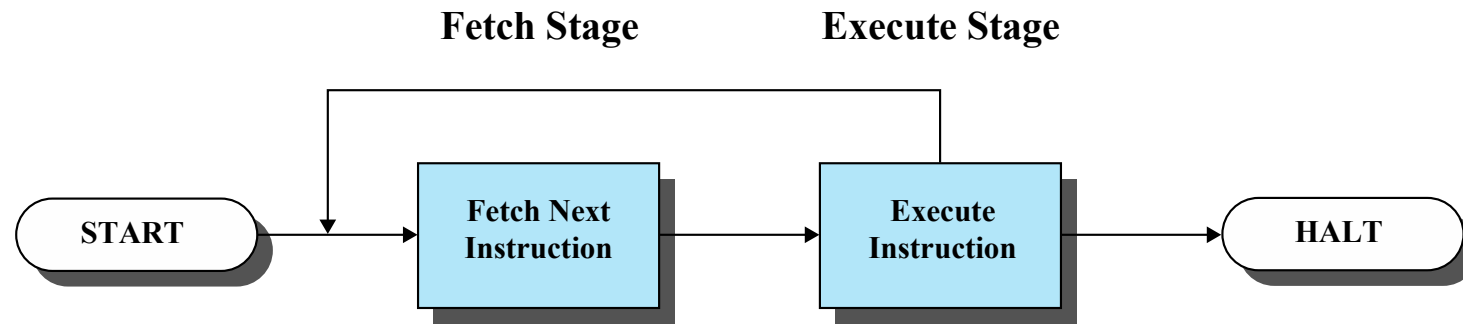 Fetch Stage
Execute Stage
START
Fetch Next
Instruction
Execute
Instruction
HALT